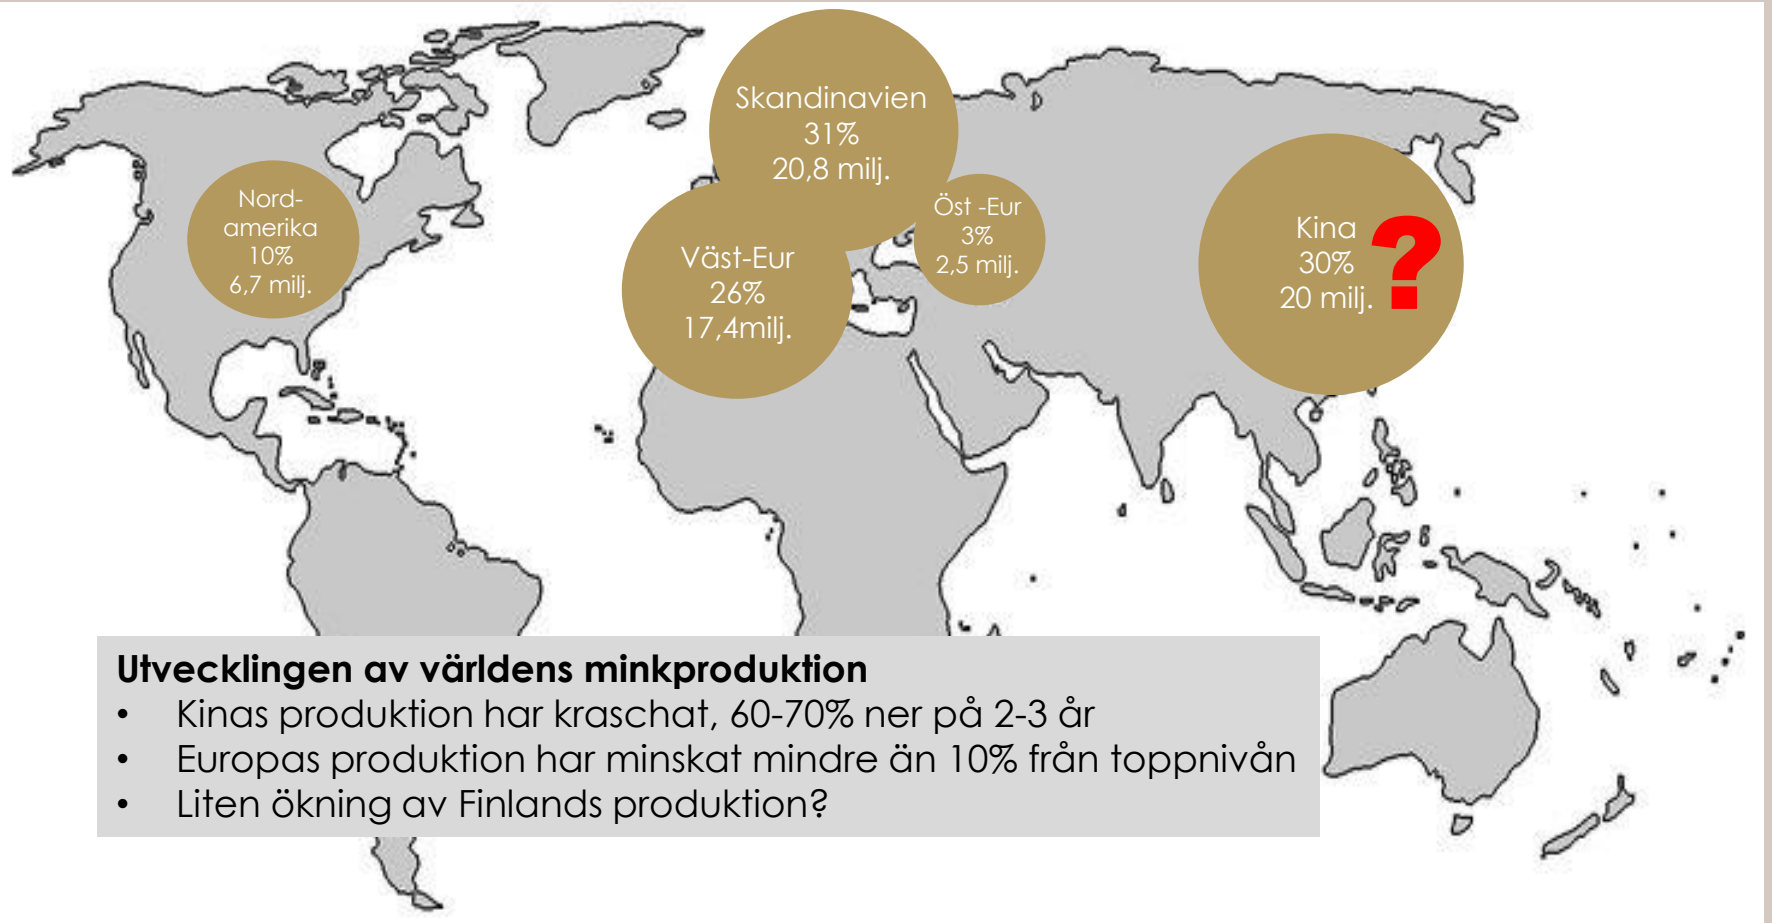 Skandinavien
31%
20,8 milj.
Nord-
amerika
10%
6,7 milj.
Väst-Eur
26%
17,4milj.
Öst -Eur
3%
2,5 milj.
Kina
30%
20 milj.
?
Utvecklingen av världens minkproduktion
• Kinas produktion har kraschat, 60-70% ner på 2-3 år
• Europas produktion har minskat mindre än 10% från toppnivån
• Liten ökning av Finlands produktion?